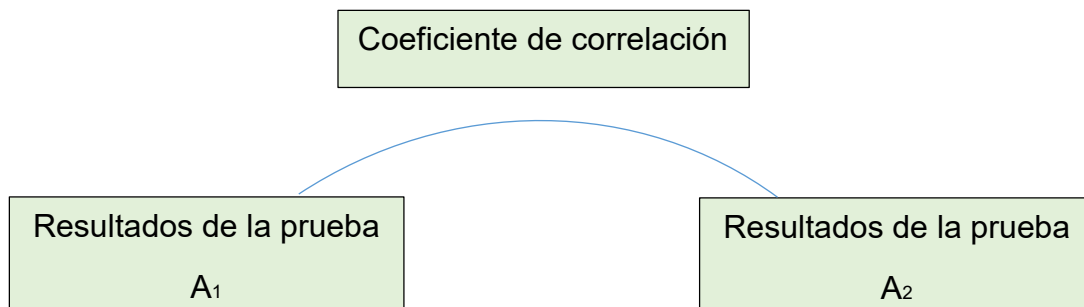 Coeficiente de correlación
Resultados de la prueba
A1
Resultados de la prueba
A2